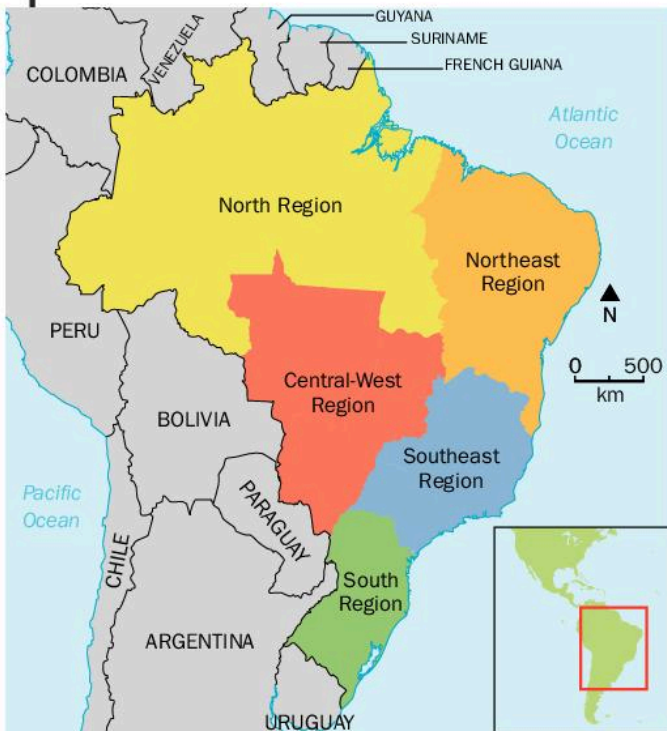 GUYANA
SURINAME
FRENCH GUIANA
VENEZUELA
COLOMBIA
Atlantic
Ocean
North Region
Northeast
Region
N
0 500
km
PERU
Central-West
Region
BOLIVIA
Southeast
Region
Pacific
Ocean
PARAGUAY
CHILE
South
Region
ARGENTINA
URUGUAY